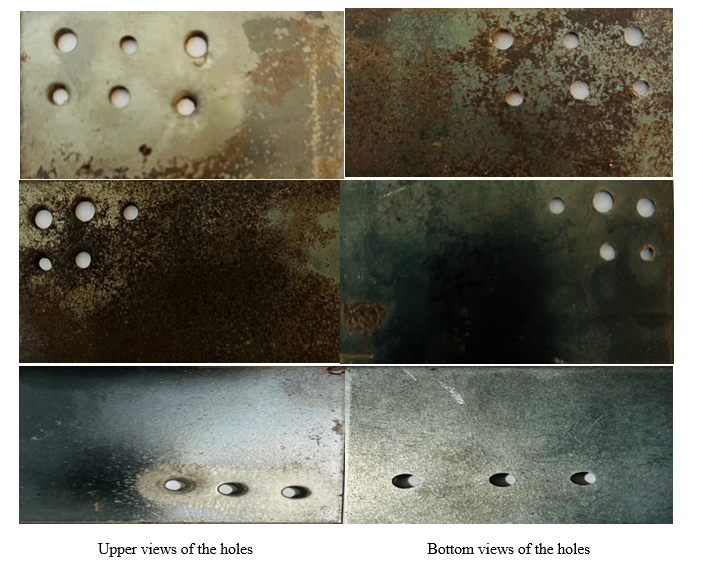 Upper views of the holes
Bottom views of the holes